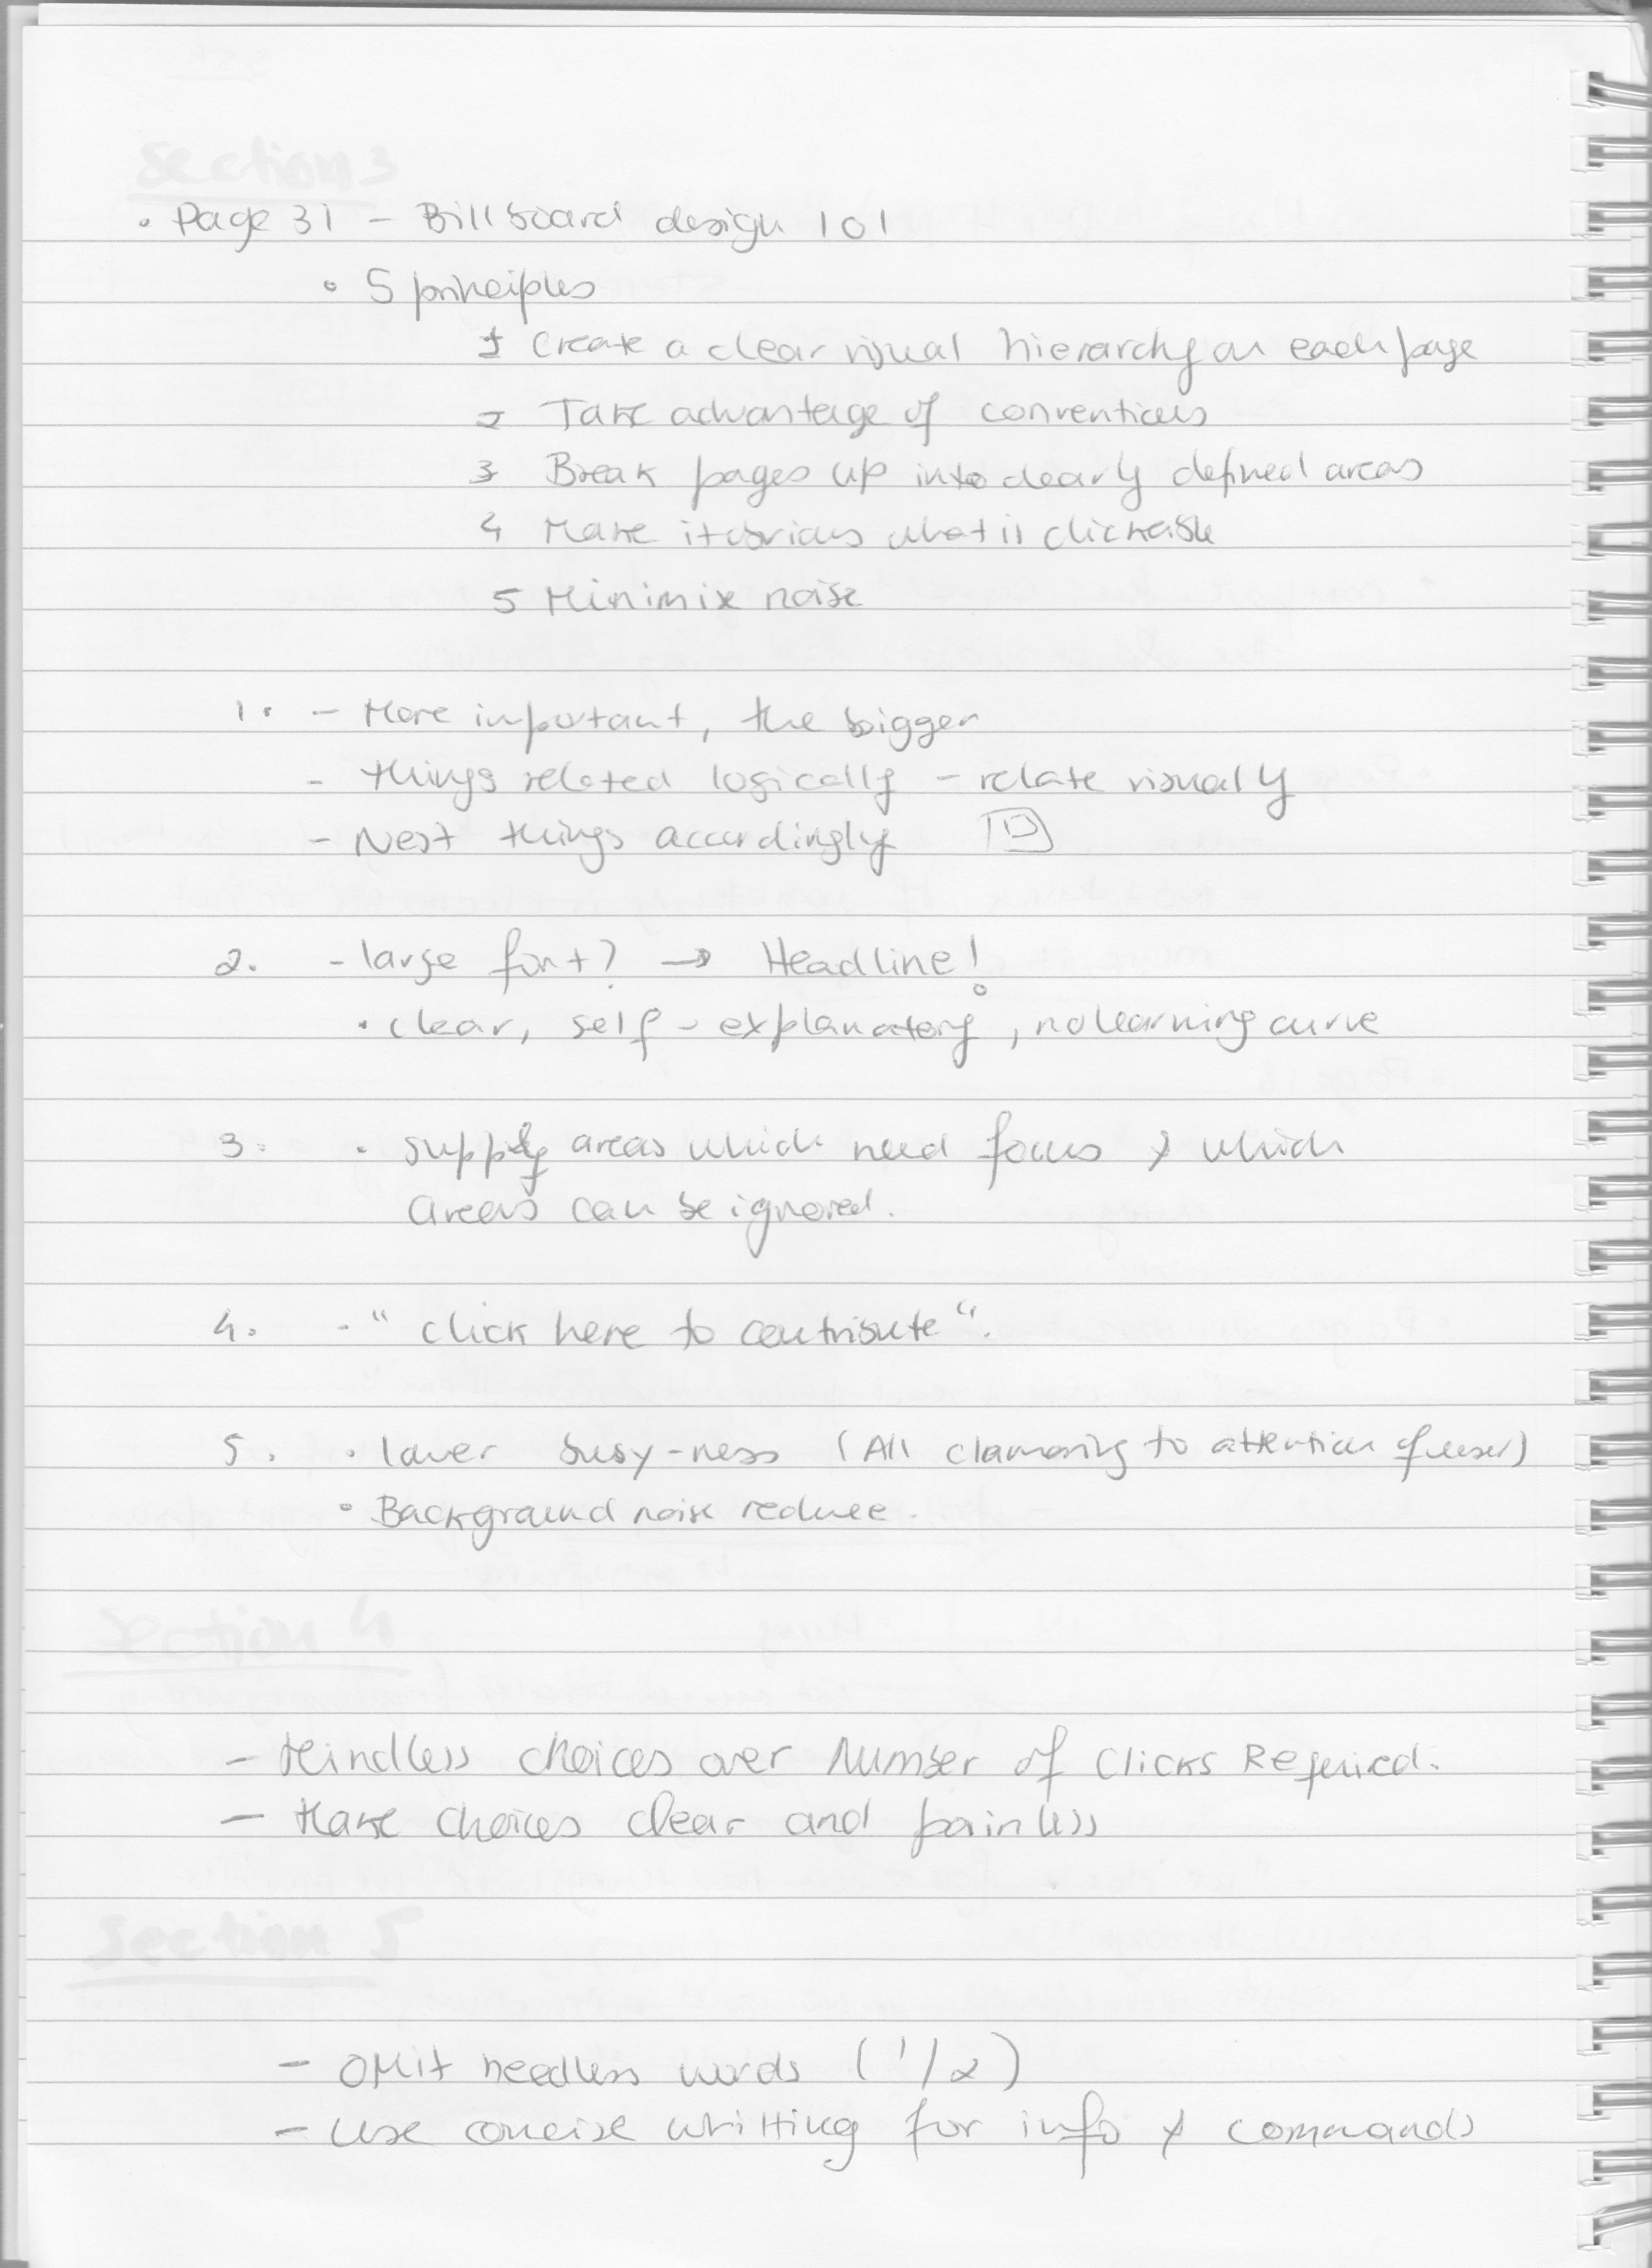 Section 3
• Page 31 – Billboard design 101
• 5 principles
1 Create a clear visual hierarchy on each page
2 Take advantage of conventions
3 Break pages up into clearly defined areas
4 Make it obvious what is clickable
5 Minimize noise
1. – More important, the bigger
- things related logically – relate visually
- Nest things accordingly
2. - large font? → Headline!
• clear, self-explanatory, no learning curve
3. • supply areas which need focus & which
areas can be ignored.
4. - "click here to contribute".
5. • lower busy-ness (All clamoring to attention of user)
• Background noise reduce.
Section 4
– Mindless choices over Number of Clicks Required.
– Make choices clear and painless
Section 5
– Omit needless words (1/2)
– Use concise writting for info & commands